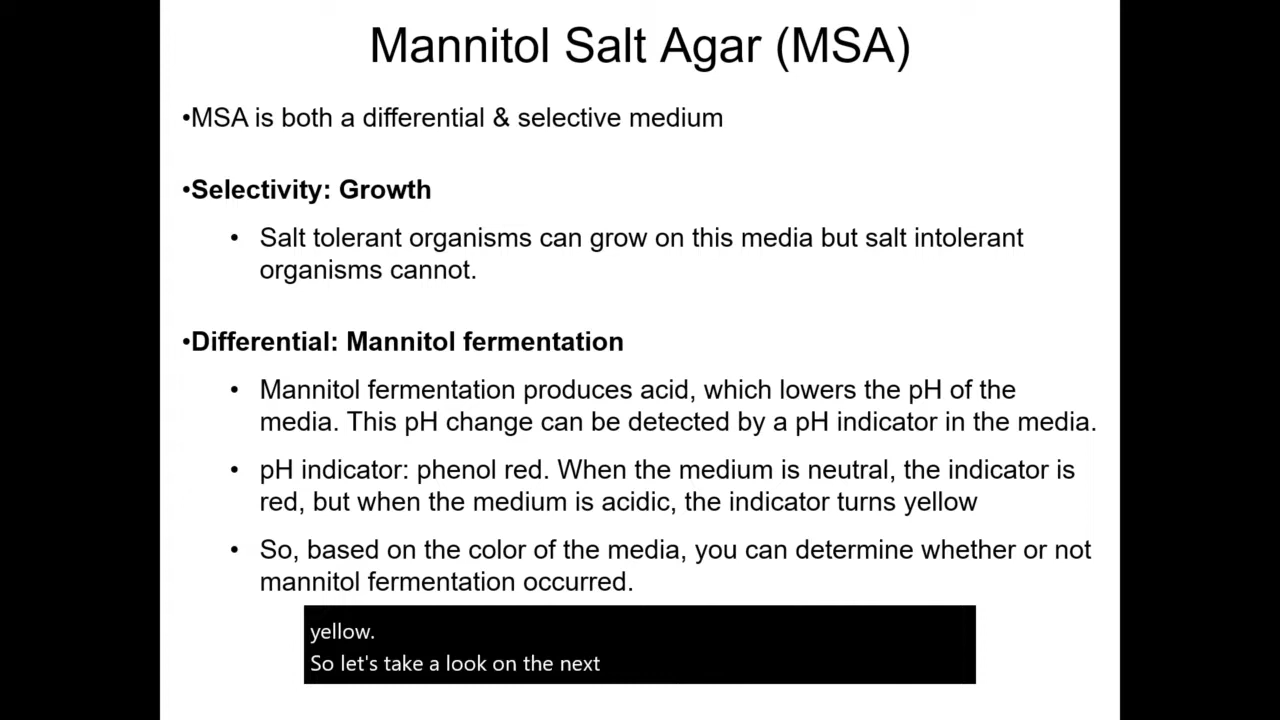 Mannitol Salt Agar (MSA)
•MSA is both a differential & selective medium
•Selectivity: Growth
• Salt tolerant organisms can grow on this media but salt intolerant
organisms cannot.
•Differential: Mannitol fermentation
• Mannitol fermentation produces acid, which lowers the pH of the
media. This pH change can be detected by a pH indicator in the media.
• pH indicator: phenol red. When the medium is neutral, the indicator is
red, but when the medium is acidic, the indicator turns yellow
• So, based on the color of the media, you can determine whether or not
mannitol fermentation occurred.
yellow.
So let's take a look on the next